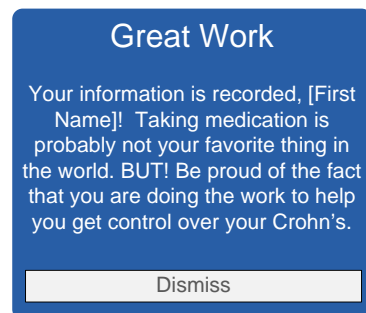 Great Work
Your information is recorded, [First
Name]!  Taking medication is
probably not your favorite thing in
the world. BUT! Be proud of the fact
that you are doing the work to help
you get control over your Crohn's.
Dismiss